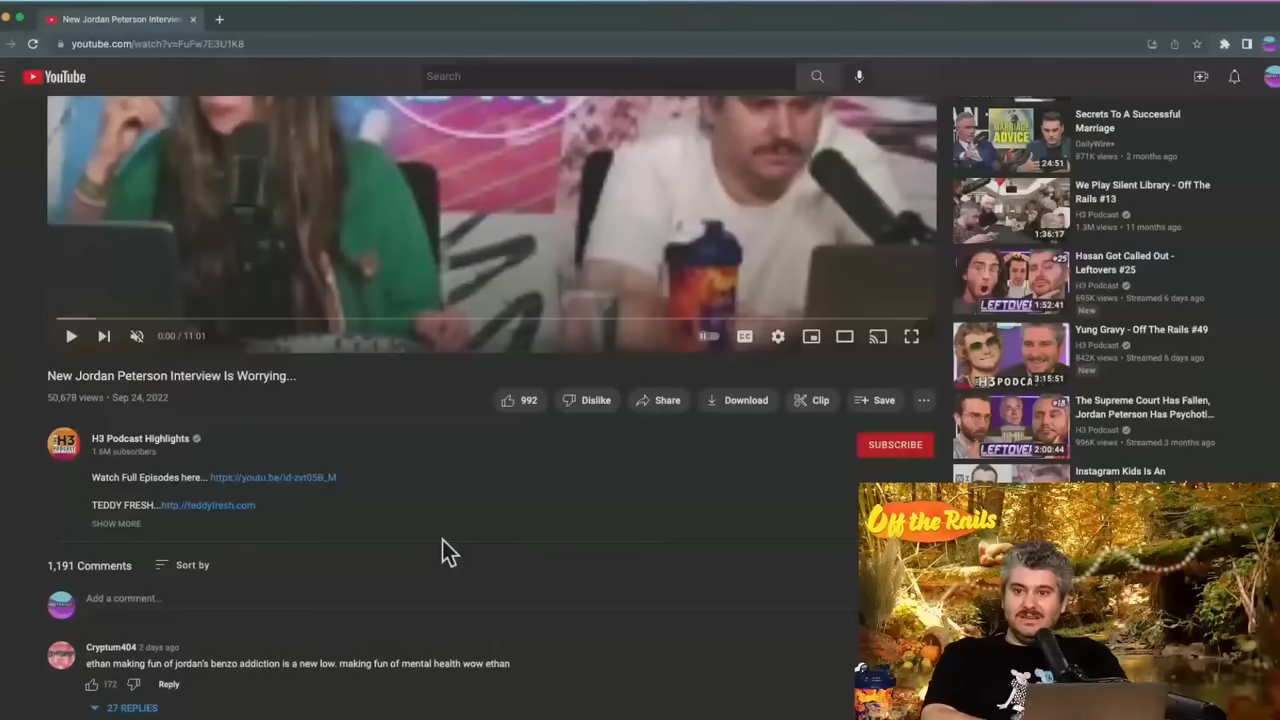 New Jordan Peterson Interview
youtube.com/watch?v=FuFw7E3U1K8
YouTube
Search
0:00 / 11:01
CC
New Jordan Peterson Interview Is Worrying...
50,678 views • Sep 24, 2022
992
Dislike
Share
Download
Clip
Save
H3 Podcast Highlights
1.6M subscribers
SUBSCRIBE
Watch Full Episodes here... https://youtu.be/Id-zxt05B_M
TEDDY FRESH...http://teddyfresh.com
SHOW MORE
1,191 Comments
Sort by
Add a comment...
Cryptum404 2 days ago
ethan making fun of jordan's benzo addiction is a new low. making fun of mental health wow ethan
172
Reply
27 REPLIES
MARRIAGE
ADVICE
24:51
Secrets To A Successful
Marriage
DailyWire+
871K views • 2 months ago
1:36:17
We Play Silent Library - Off The
Rails #13
H3 Podcast
1.3M views • 11 months ago
#25
LEFTOVE
1:52:41
Hasan Got Called Out -
Leftovers #25
H3 Podcast
695K views • Streamed 6 days ago
New
H3PODCA
3:15:51
Yung Gravy - Off The Rails #49
H3 Podcast
842K views • Streamed 6 days ago
New
#18
LEFTOVE
2:00:44
The Supreme Court Has Fallen,
Jordan Peterson Has Psychoti...
H3 Podcast
996K views • Streamed 3 months ago
Instagram Kids Is An
Off the Rails